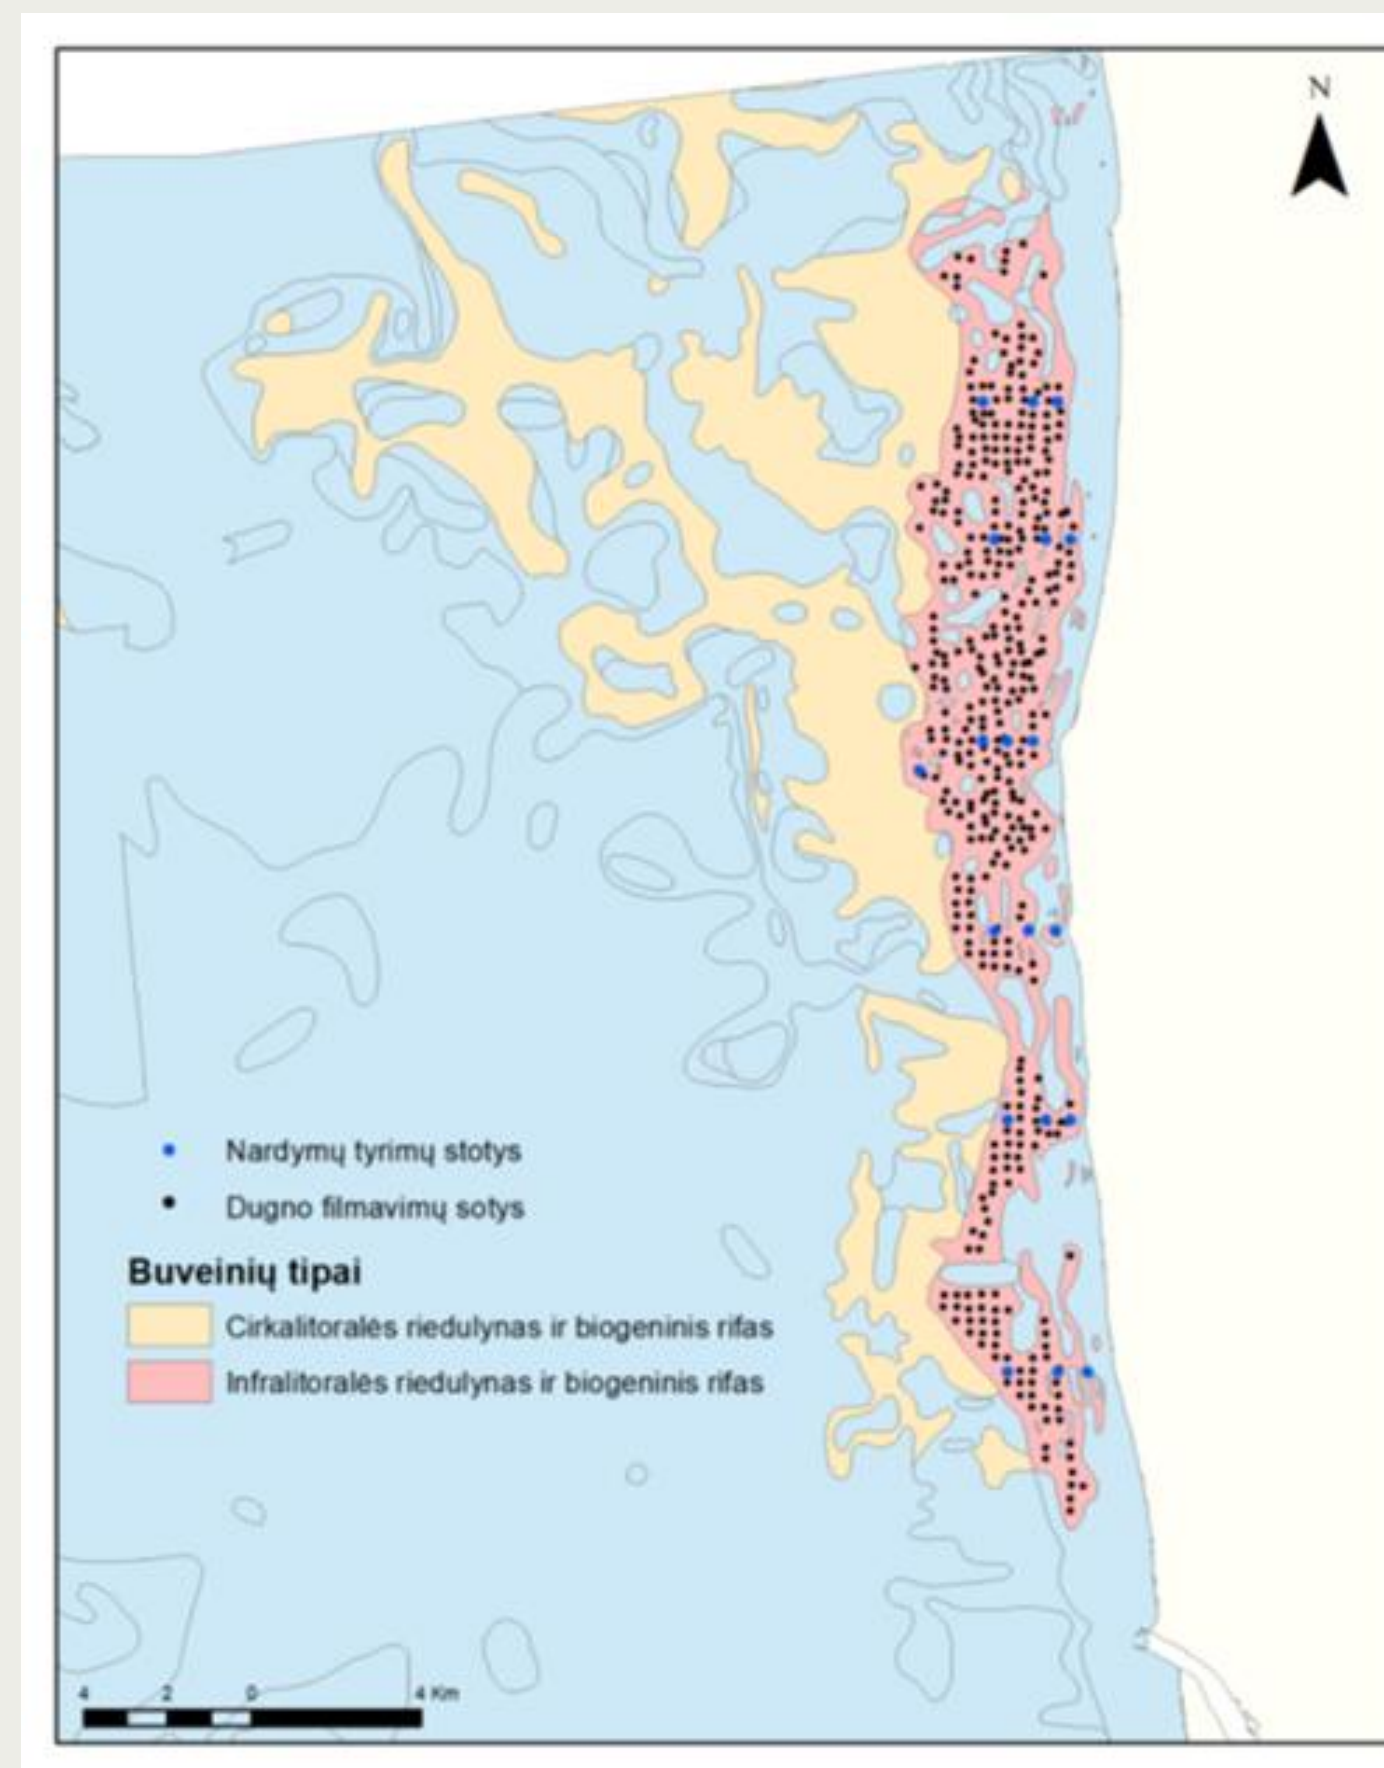 N
Nardymų tyrimų stotys
Dugno filmavimų sotys
Buveinių tipai
Cirkalitoralės riedulynas ir biogeninis rifas
Infralitoralės riedulynas ir biogeninis rifas
4 2 0 4 Km